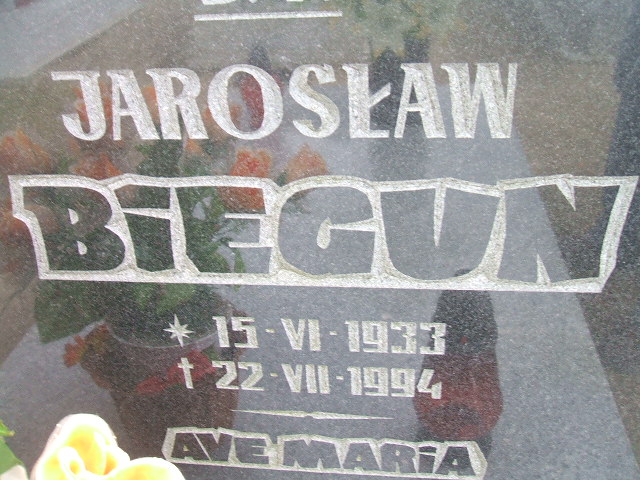 JAROSŁAW
BIEGUN
* 15-VI-1933
† 22-VII-1994
AVE MARIA